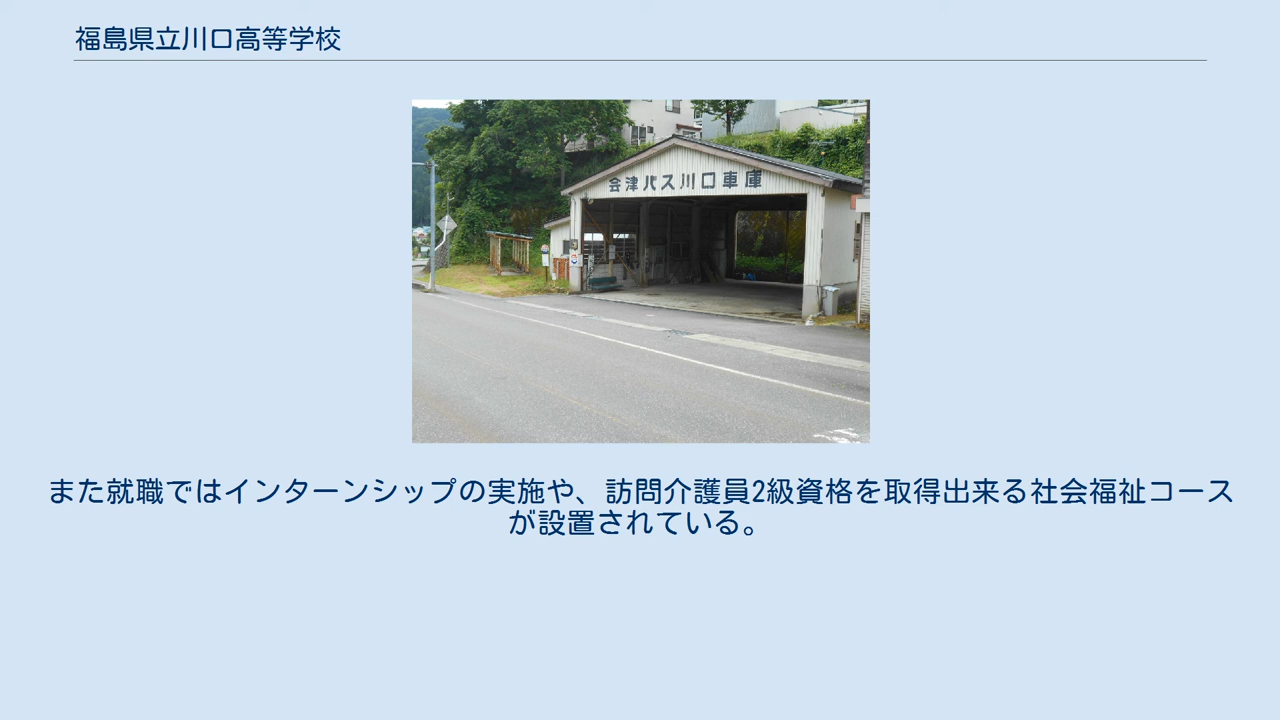 福島県立川口高等学校
会津バス川口車庫
また就職ではインターンシップの実施や、訪問介護員2級資格を取得出来る社会福祉コース
が設置されている。